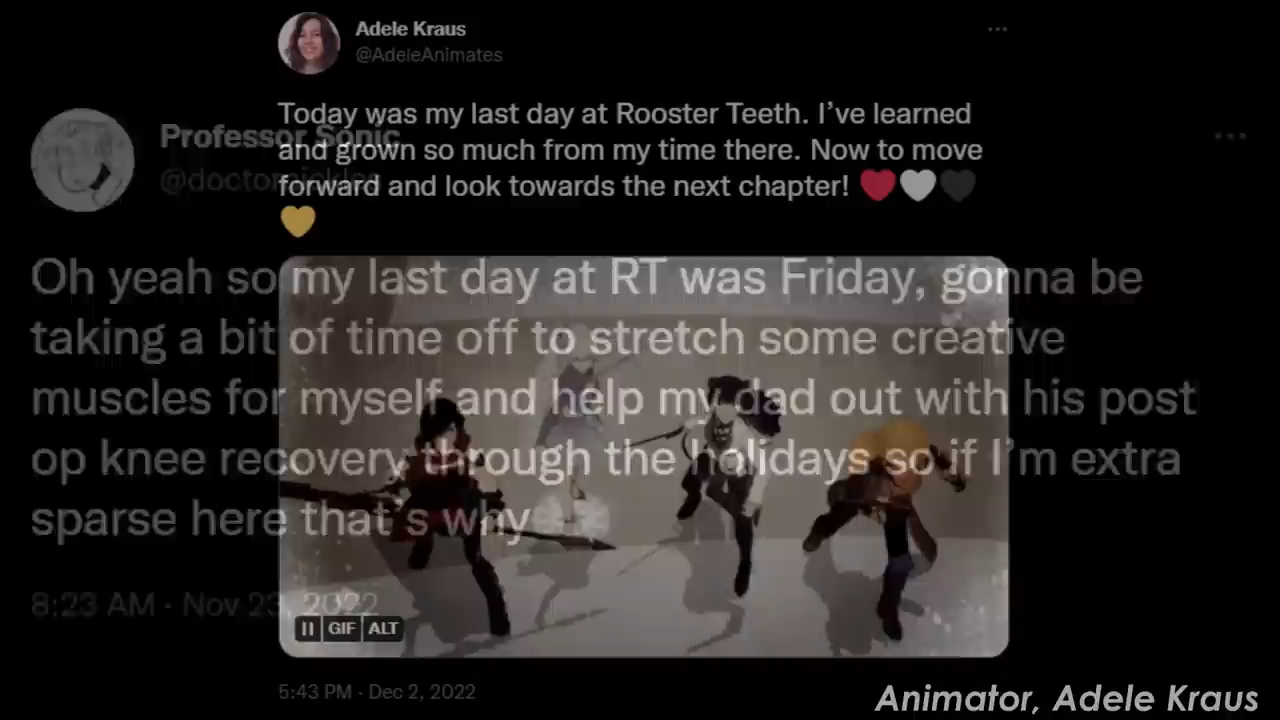 Adele Kraus
@AdeleAnimates
Today was my last day at Rooster Teeth. I’ve learned
and grown so much from my time there. Now to move
forward and look towards the next chapter! ❤️🤍🖤
💛
GIF ALT
5:43 PM · Dec 2, 2022
Professor Sonic
Oh yeah so my last day at RT was Friday, gonna be
taking a bit of time off to stretch some creative
muscles for myself and help my dad out with his post
op knee recovery through the holidays so if I’m extra
sparse here that’s why
8:23 AM · Nov 23, 2022
Animator, Adele Kraus